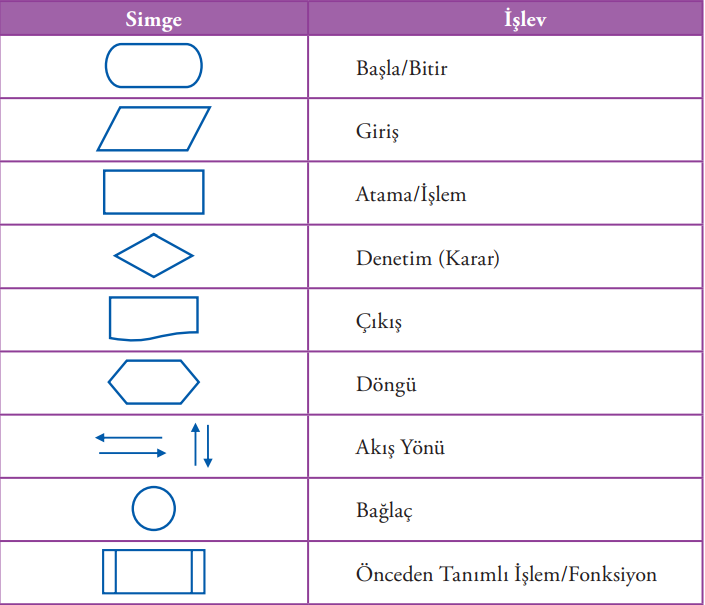 Simge İşlev
Başla/Bitir
Giriş
Atama/İşlem
Denetim (Karar)
Çıkış
Döngü
Akış Yönü
Bağlaç
Önceden Tanımlı İşlem/Fonksiyon